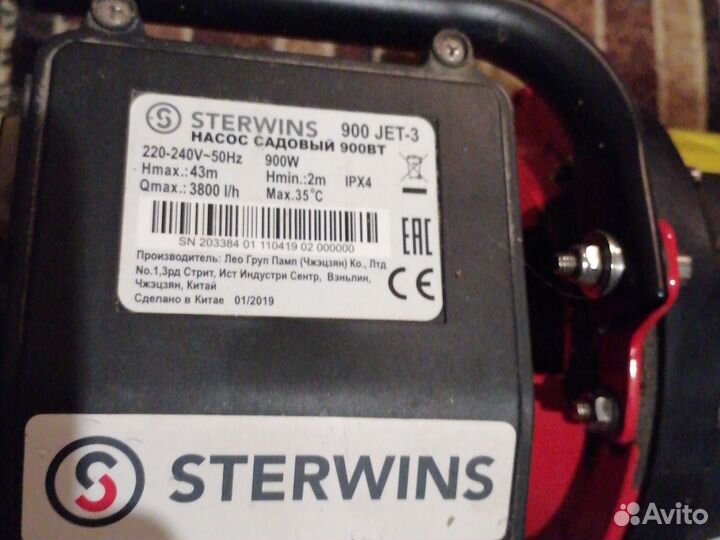 STERWINS 900 JET-3
НАСОС САДОВЫЙ 900ВТ
220-240V~50Hz 900W
Hmax.: 43m Hmin.:2m IPX4
Qmax.: 3800 l/h Max.35°C
SN 203384 01 110419 02 000000
EAC
Производитель: Лео Груп Памп (Чжэцзян) Ко., Лтд
No.1,3рд Стрит, Ист Индустри Сентр, Вэньлин,
Чжэцзян, Китай
Сделано в Китае 01/2019
CE
STERWINS
Avito